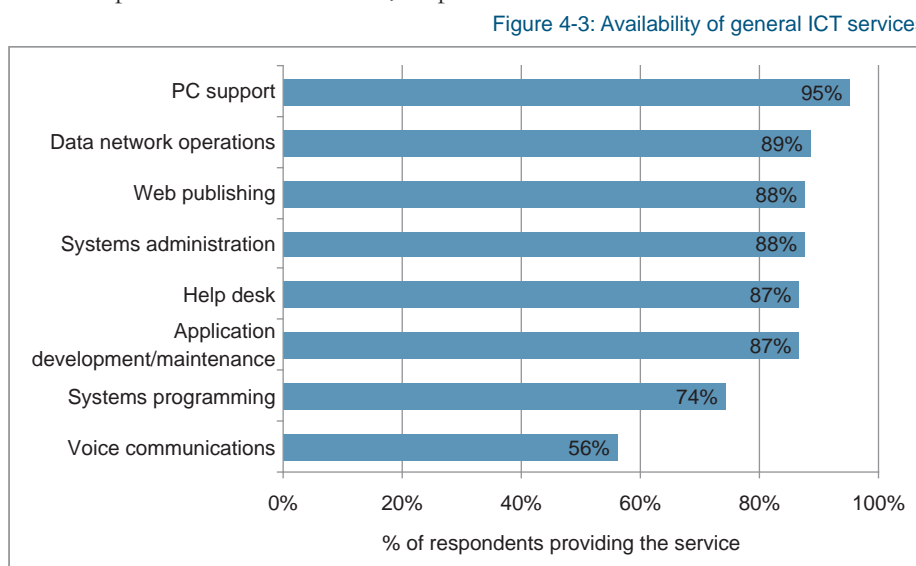 Figure 4-3: Availability of general ICT service
PC support
95%
Data network operations
89%
Web publishing
88%
Systems administration
88%
Help desk
87%
Application
development/maintenance
87%
Systems programming
74%
Voice communications
56%
0%
20%
40%
60%
80%
100%
% of respondents providing the service